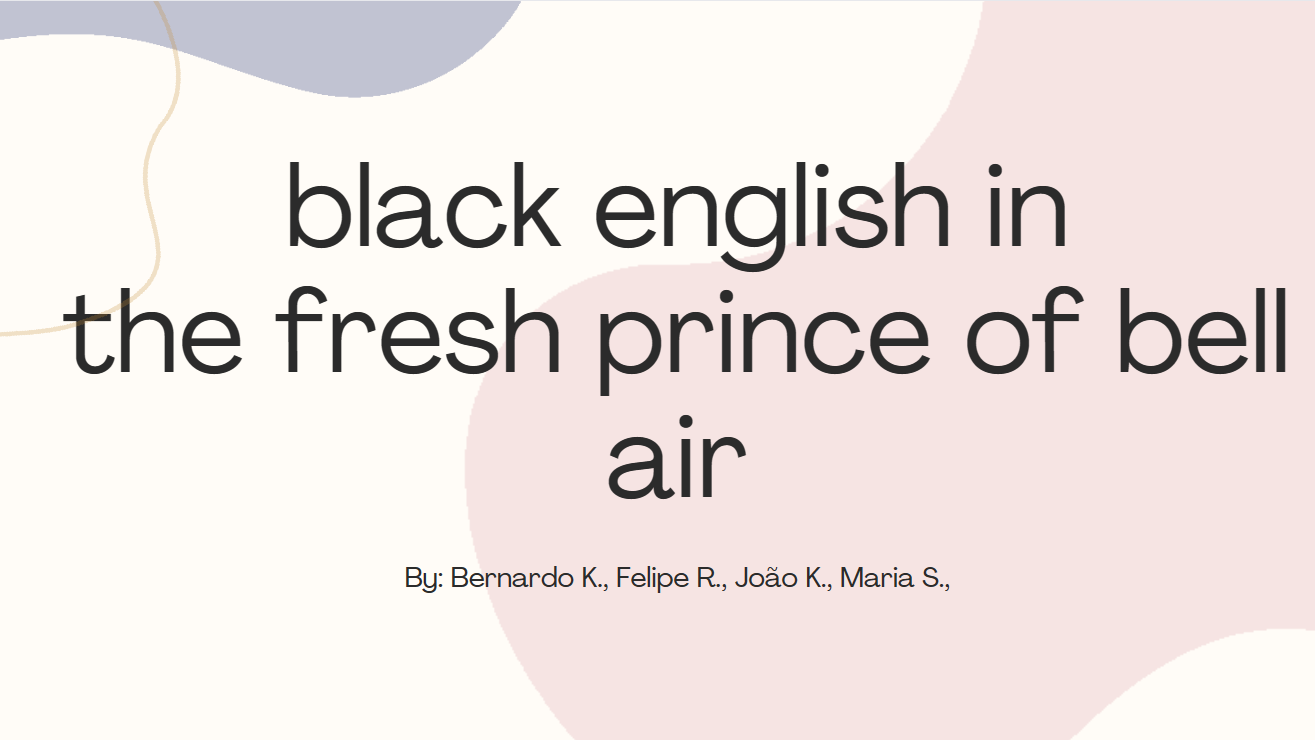 black english in
the fresh prince of bell
air
By: Bernardo K., Felipe R., João K., Maria S.,